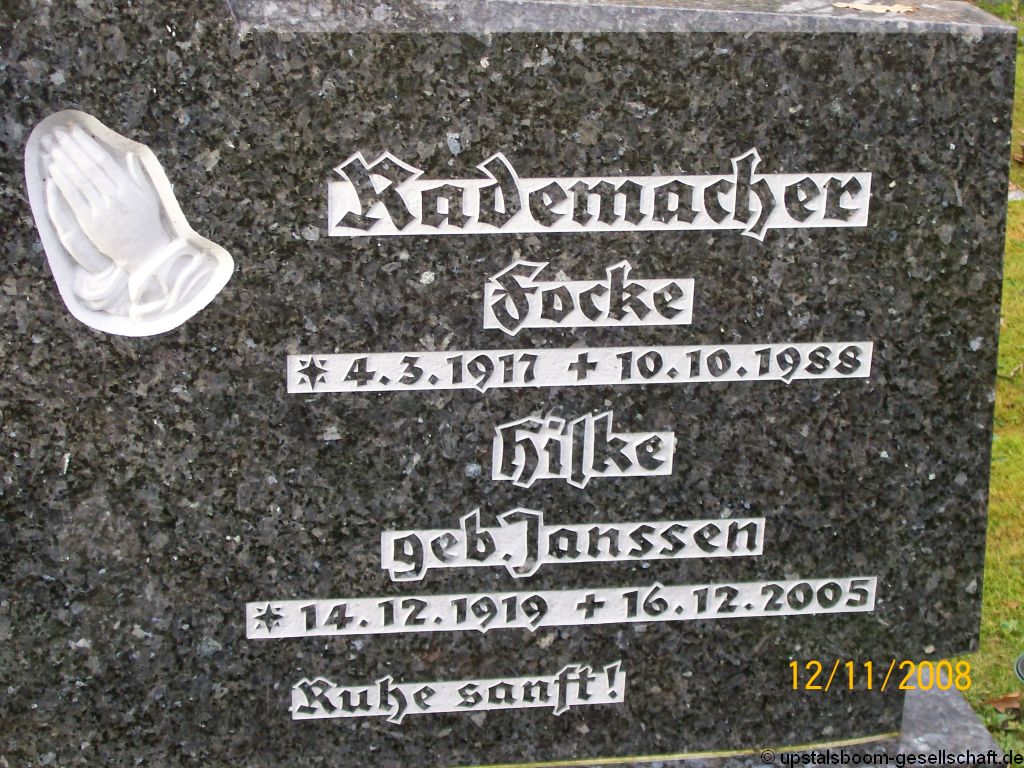 Rademacher
Focke
* 4.3.1917 + 10.10.1988
Hilke
geb. Janssen
* 14.12.1919 + 16.12.2005
Ruhe sanft!
12/11/2008
© upstalsboom-gesellschaft.de